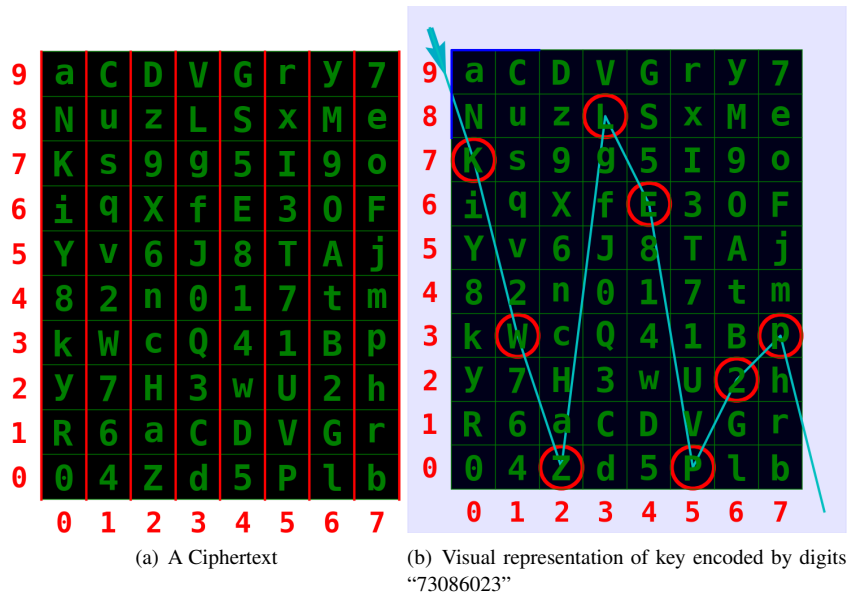 9 a C D V G r y 7
8 N u z L S x M e
7 K s 9 g 5 I 9 o
6 i q X f E 3 O F
5 Y v 6 J 8 T A j
4 8 2 n 0 1 7 t m
3 k W c Q 4 1 B p
2 y 7 H 3 w U 2 h
1 R 6 a C D V G r
0 0 4 Z d 5 P l b
0 1 2 3 4 5 6 7
(a) A Ciphertext
9 a C D V G r y 7
8 N u z L S x M e
7 K s 9 g 5 I 9 o
6 i q X f E 3 O F
5 Y v 6 J 8 T A j
4 8 2 n 0 1 7 t m
3 k W c Q 4 1 B p
2 y 7 H 3 w U 2 h
1 R 6 a C D V G r
0 0 4 Z d 5 P l b
0 1 2 3 4 5 6 7
(b) Visual representation of key encoded by digits
“73086023”